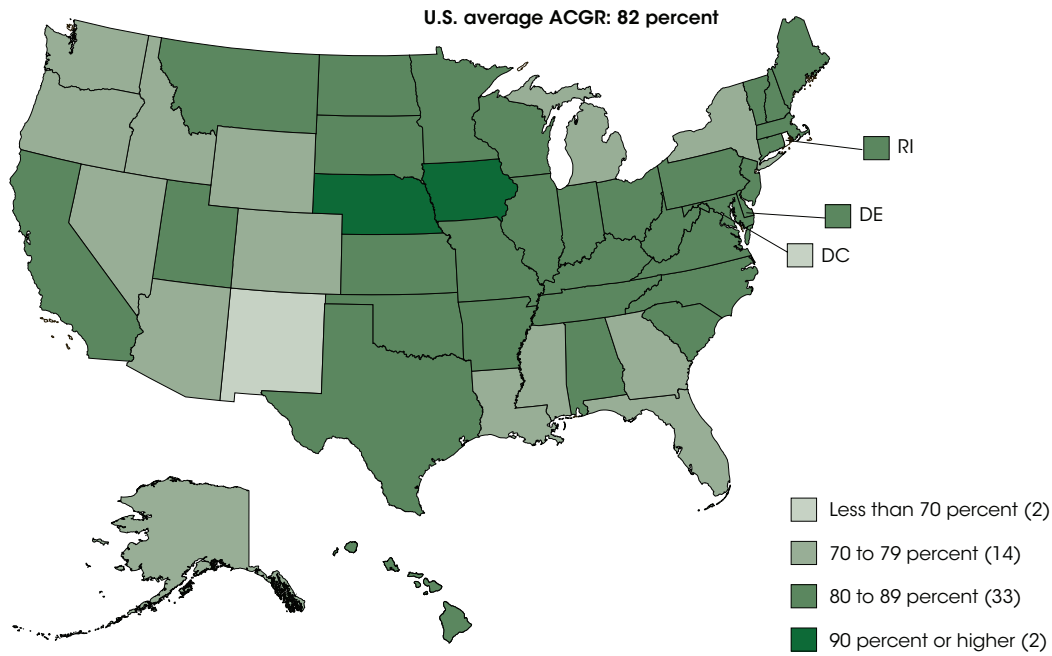 U.S. average ACGR: 82 percent
RI
DE
DC
Less than 70 percent (2)
70 to 79 percent (14)
80 to 89 percent (33)
90 percent or higher (2)